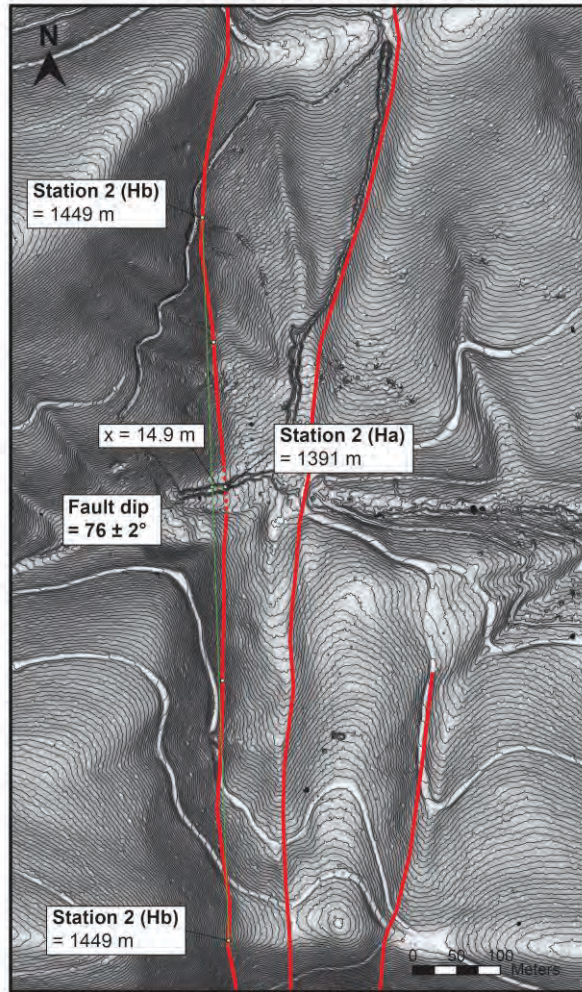 N
Station 2 (Hb)
= 1449 m
x = 14.9 m
Station 2 (Ha)
= 1391 m
Fault dip
= 76 ± 2°
Station 2 (Hb)
= 1449 m
0 50 100
Meters